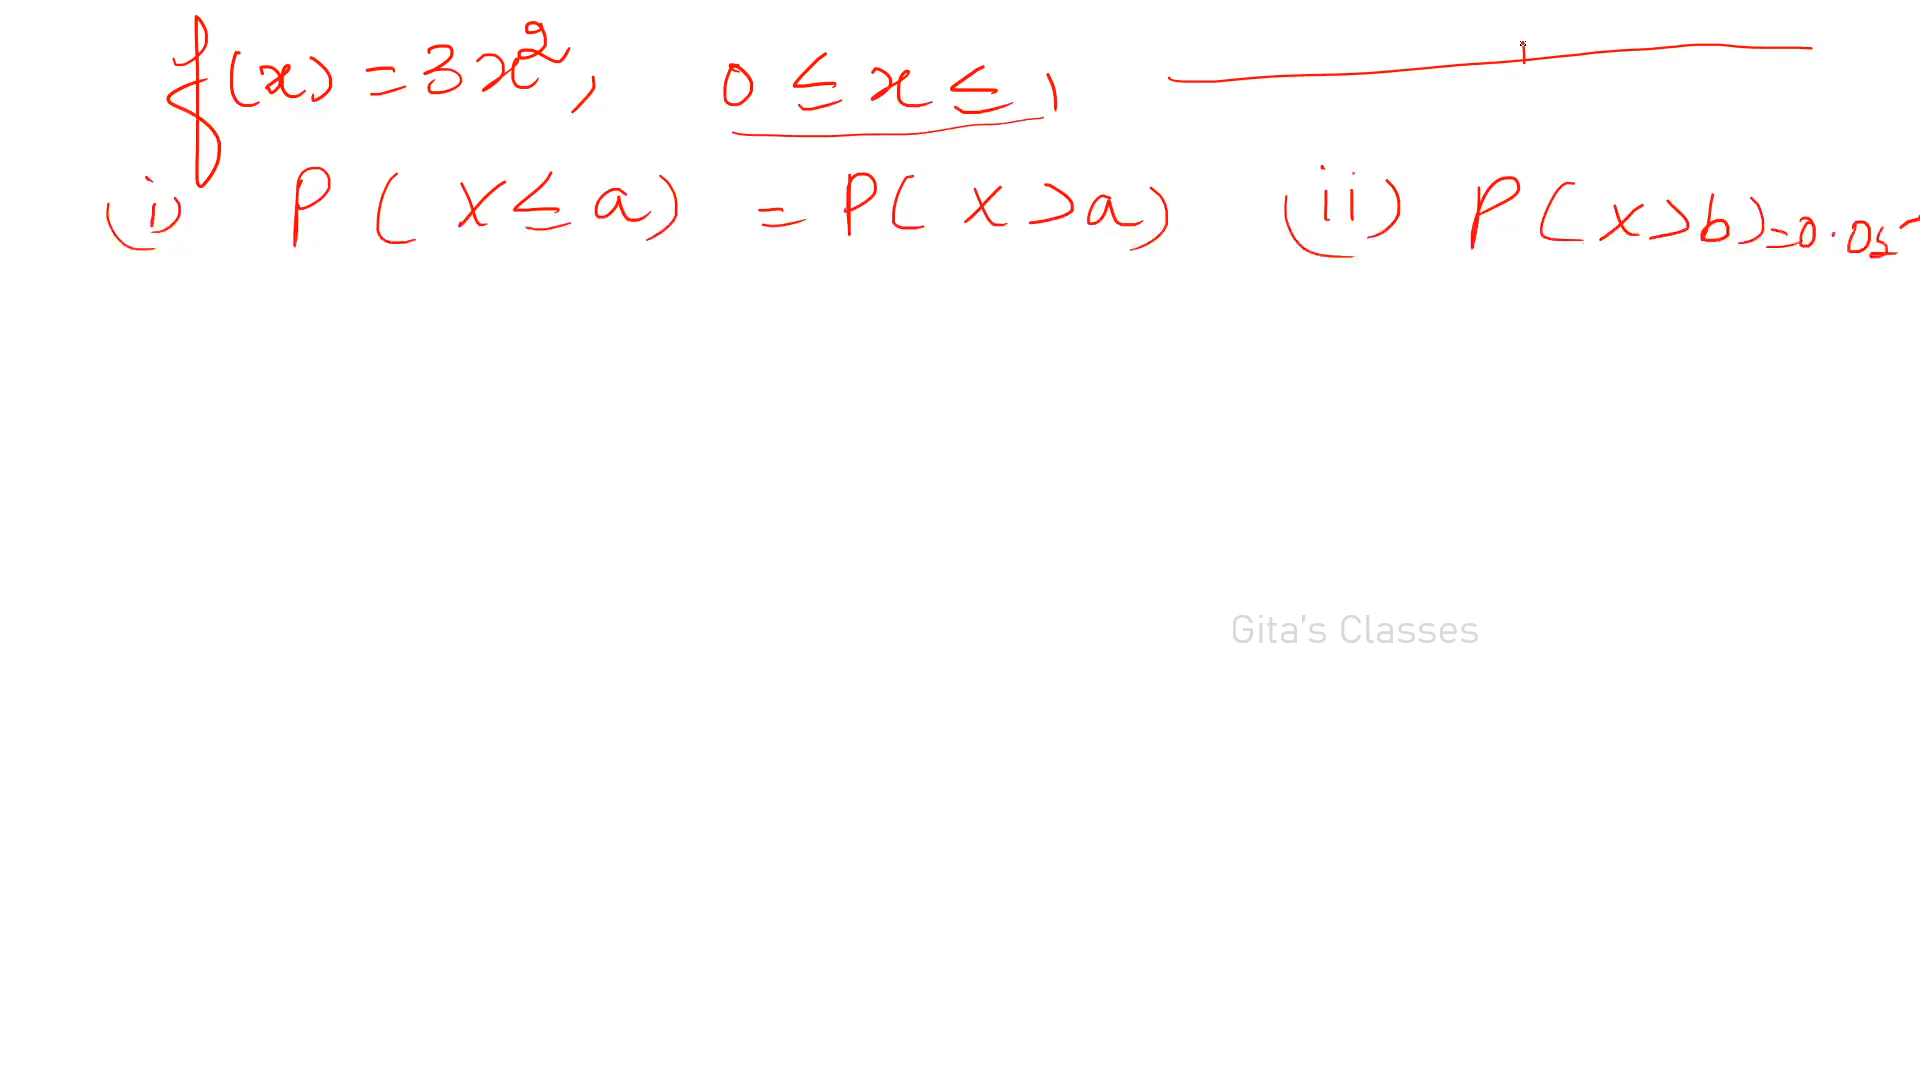 f(x) = 3x², 0 ≤ x ≤ 1
(i) P(X ≤ a) = P(X > a) (ii) P(X > b) = 0.05
Gita's Classes